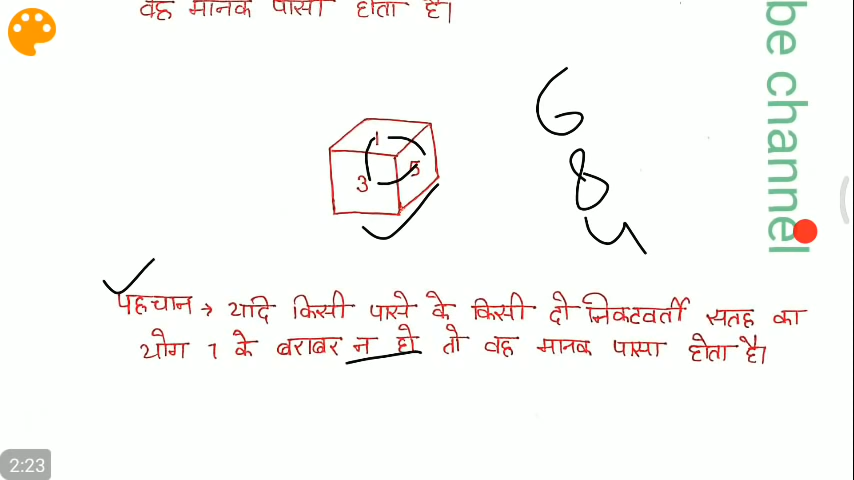 वह मानक पासा होता है।
be channel
1
3
5
6
8
4
पहचान → यदि किसी पासे के किसी दो निकटवर्ती सतह का
योग 7 के बराबर न हो तो वह मानक पासा होता है।
2:23